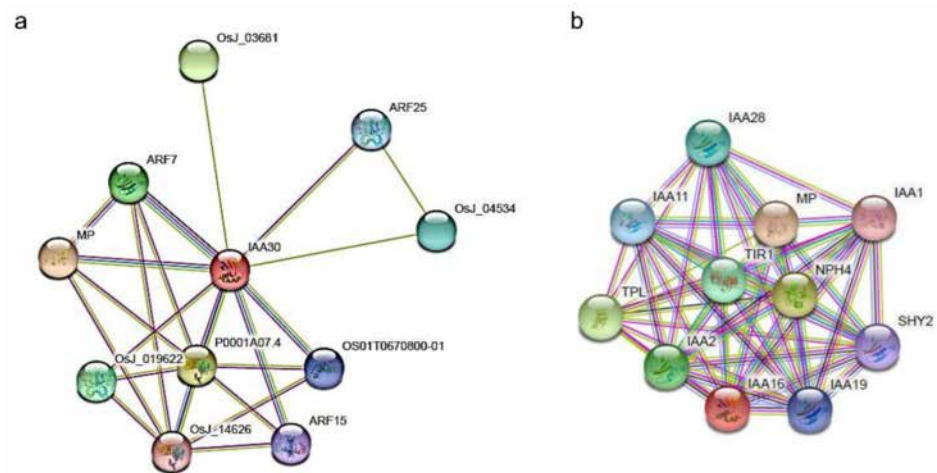 a
OsJ_03681
ARF25
ARF7
OsJ_04534
MP
IAA30
P0001A07.4
OS01T0670800-01
OsJ_019622
OsJ_14626
ARF15
b
IAA28
IAA11
MP
IAA1
TIR1
NPH4
TPL
SHY2
IAA2
IAA16
IAA19